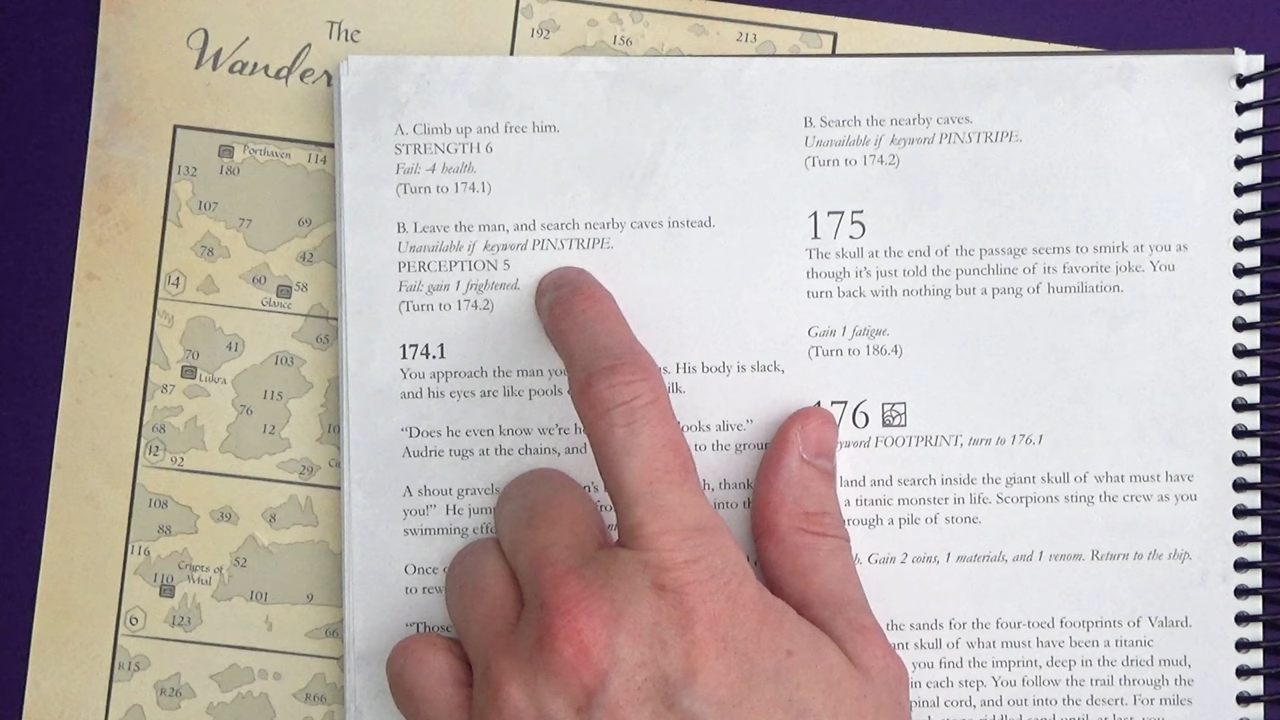 The
Wander
192
156
213
Porthaven
114
132
180
107
77
69
78
42
14
60
58
Glance
65
70
41
103
Lukra
87
115
76
68
12
10
12
92
29
108
39
8
88
116
52
Crypts of
Whal
110
101
9
6
123
66
R15
R26
R66
A. Climb up and free him.
STRENGTH 6
Fail: -4 health.
(Turn to 174.1)
B. Leave the man, and search nearby caves instead.
Unavailable if keyword PINSTRIPE.
PERCEPTION 5
Fail: gain 1 frightened.
(Turn to 174.2)
174.1
You approach the man s. His body is slack,
and his eyes are like pools ilk.
“Does he even know we're ooks alive.”
Audrie tugs at the chains, and to the
A shout gravels n's h, thank
you!” He into
swimming
Once
to
“Those
B. Search the nearby caves.
Unavailable if keyword PINSTRIPE.
(Turn to 174.2)
175
The skull at the end of the passage seems to smirk at you as
though it's just told the punchline of its favorite joke. You
turn back with nothing but a pang of humiliation.
Gain 1 fatigue.
(Turn to 186.4)
176
yword FOOTPRINT, turn to 176.1
land and search inside the giant skull of what must have
a titanic monster in life. Scorpions sting the crew as you
rough a pile of stone.
b. Gain 2 coins, 1 materials, and 1 venom. Return to the ship.
the sands for the four-toed footprints of Valard.
nt skull of what must have been a titanic
you find the imprint, deep in the dried mud,
in each step. You follow the trail through the
pinal cord, and out into the desert. For miles